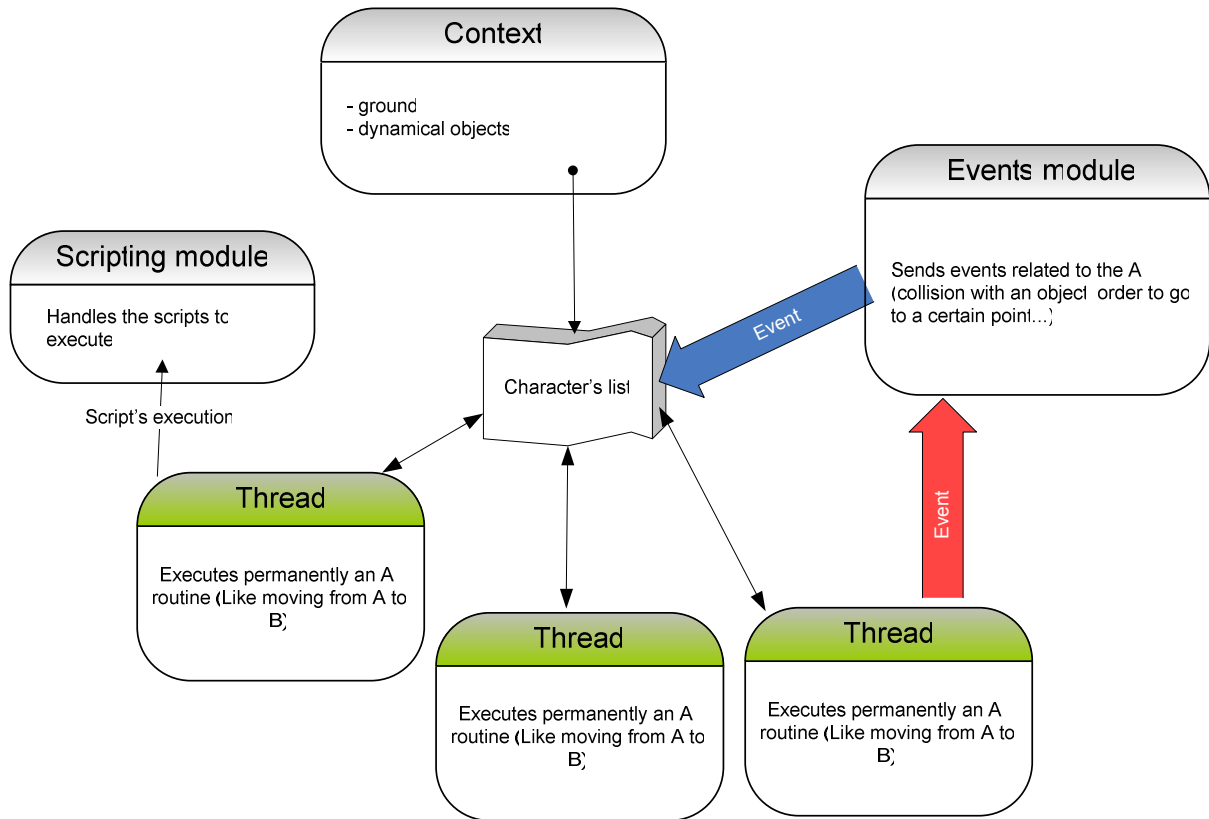 Context
- ground
- dynamical objects
Events module
Sends events related to the A
(collision with an object order to go
to a certain point...)
Scripting module
Handles the scripts to
execute
Event
Character's list
Script's execution
Thread
Executes permanently an A
routine (Like moving from A to
B)
Event
Thread
Executes permanently an A
routine (Like moving from A to
B)
Thread
Executes permanently an A
routine (Like moving from A to
B)